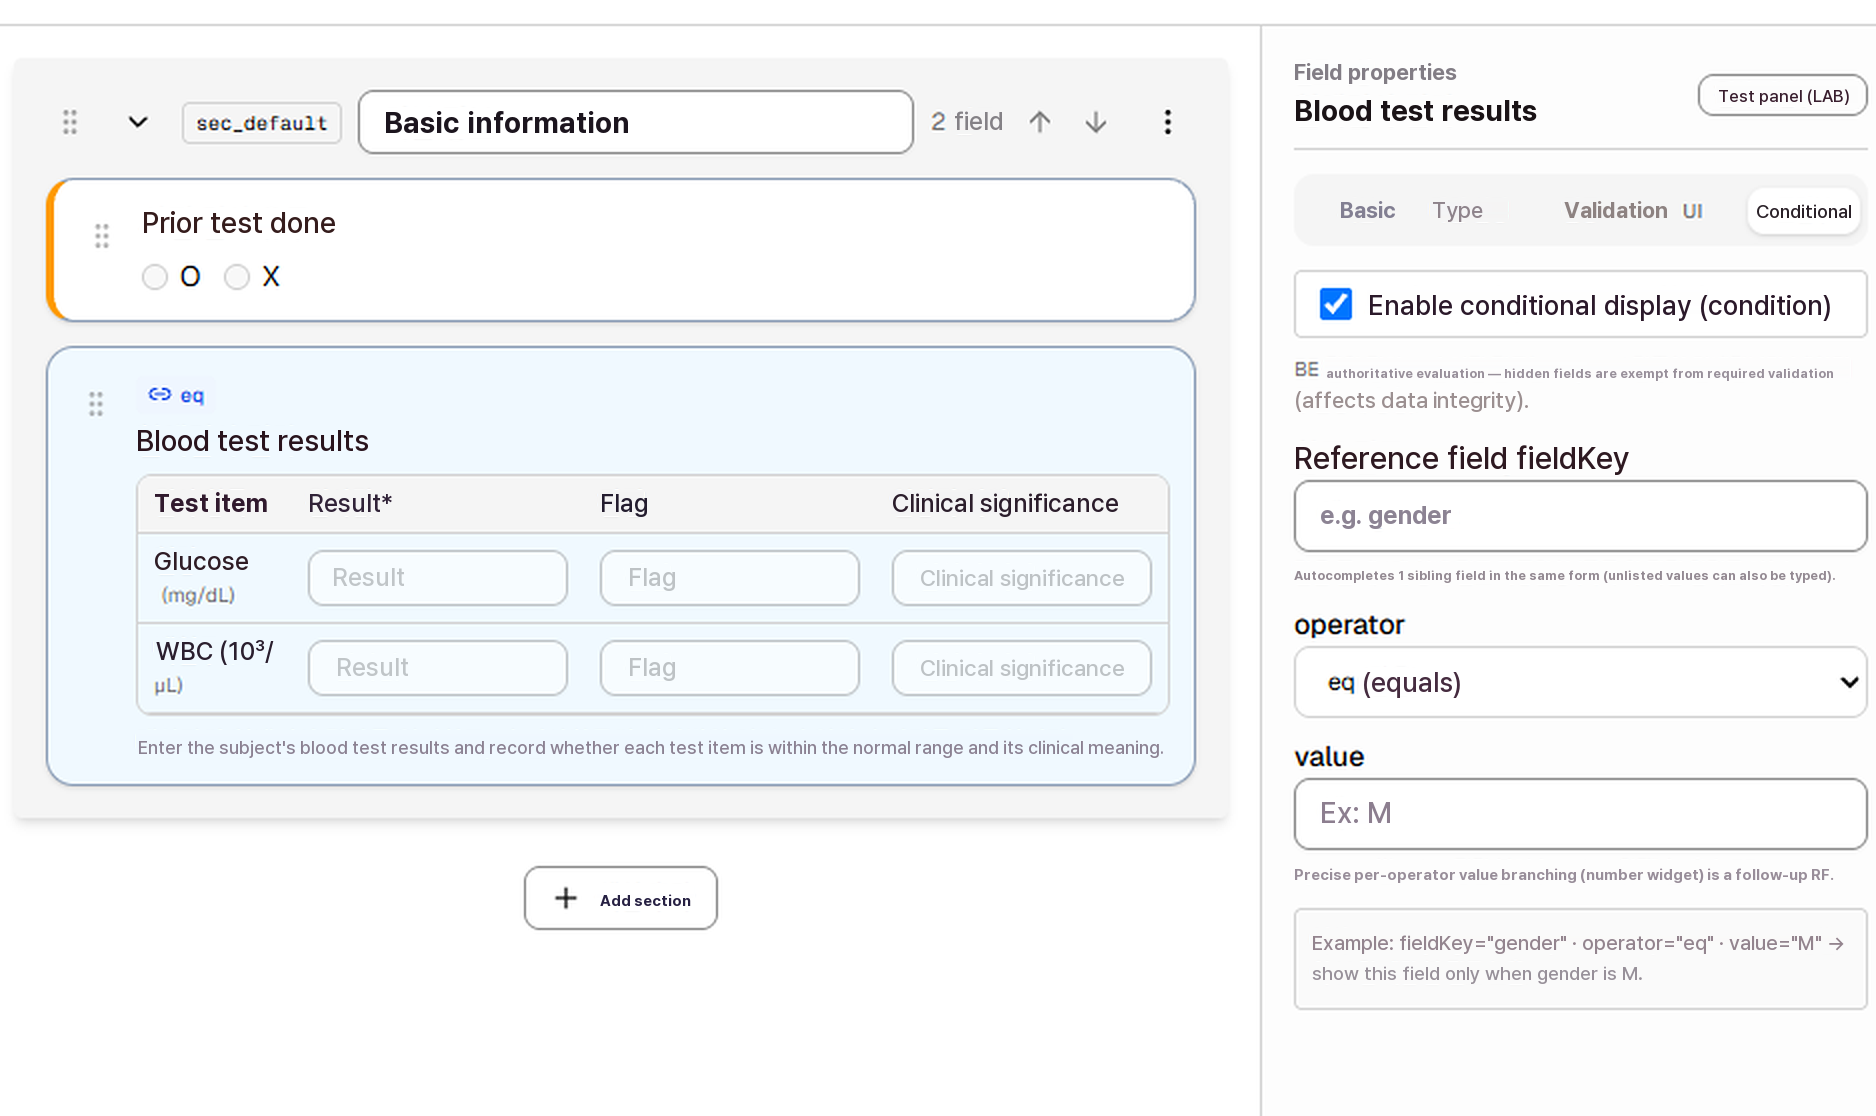 sec_default
Basic information
2 field
Prior test done
O
X
eq
Blood test results
Test item
Result*
Flag
Clinical significance
Glucose
(mg/dL)
Result
Flag
Clinical significance
WBC (10³/
µL)
Result
Flag
Clinical significance
Enter the subject's blood test results and record whether each test item is within the normal range and its clinical meaning.
Add section
Field properties
Blood test results
Test panel (LAB)
Basic
Type
Validation
UI
Conditional
Enable conditional display (condition)
BE authoritative evaluation — hidden fields are exempt from required validation
(affects data integrity).
Reference field fieldKey
e.g. gender
Autocompletes 1 sibling field in the same form (unlisted values can also be typed).
operator
eq (equals)
value
Ex: M
Precise per-operator value branching (number widget) is a follow-up RF.
Example: fieldKey="gender" · operator="eq" · value="M" →
show this field only when gender is M.